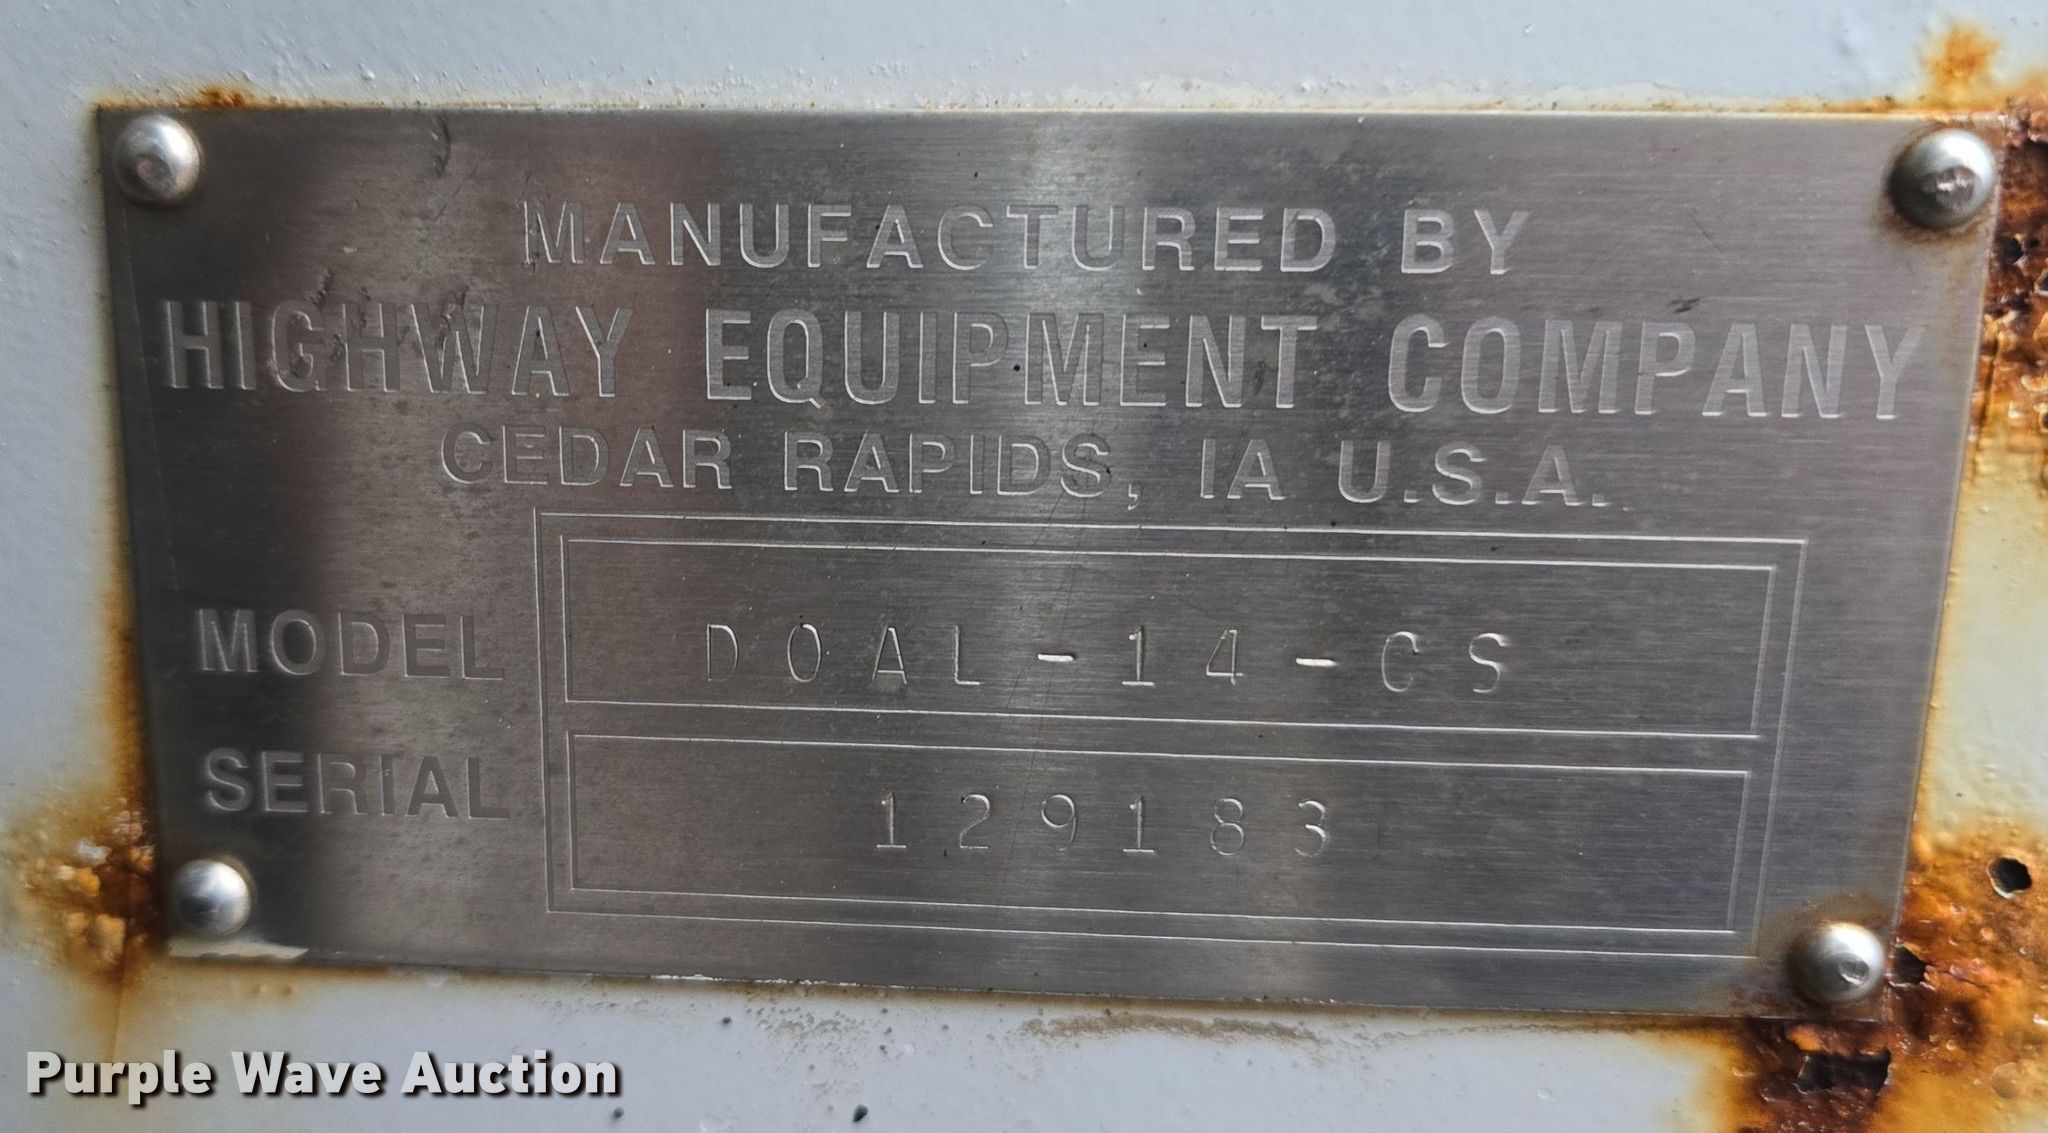 MANUFACTURED BY
HIGHWAY EQUIPMENT COMPANY
CEDAR RAPIDS, IA U.S.A.
MODEL DOAL-14-CS
SERIAL 129183
Purple Wave Auction